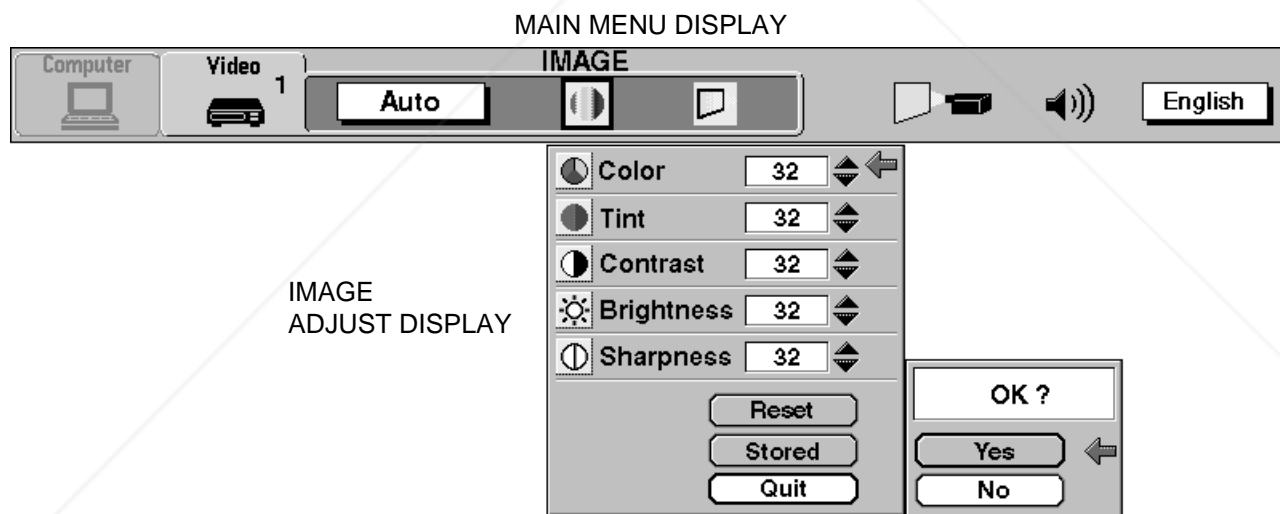 MAIN MENU DISPLAY
Computer
Video
1
IMAGE
Auto
English
Color 32
Tint 32
Contrast 32
IMAGE
ADJUST DISPLAY
Brightness 32
Sharpness 32
Reset
Stored
Quit
OK ?
Yes
No